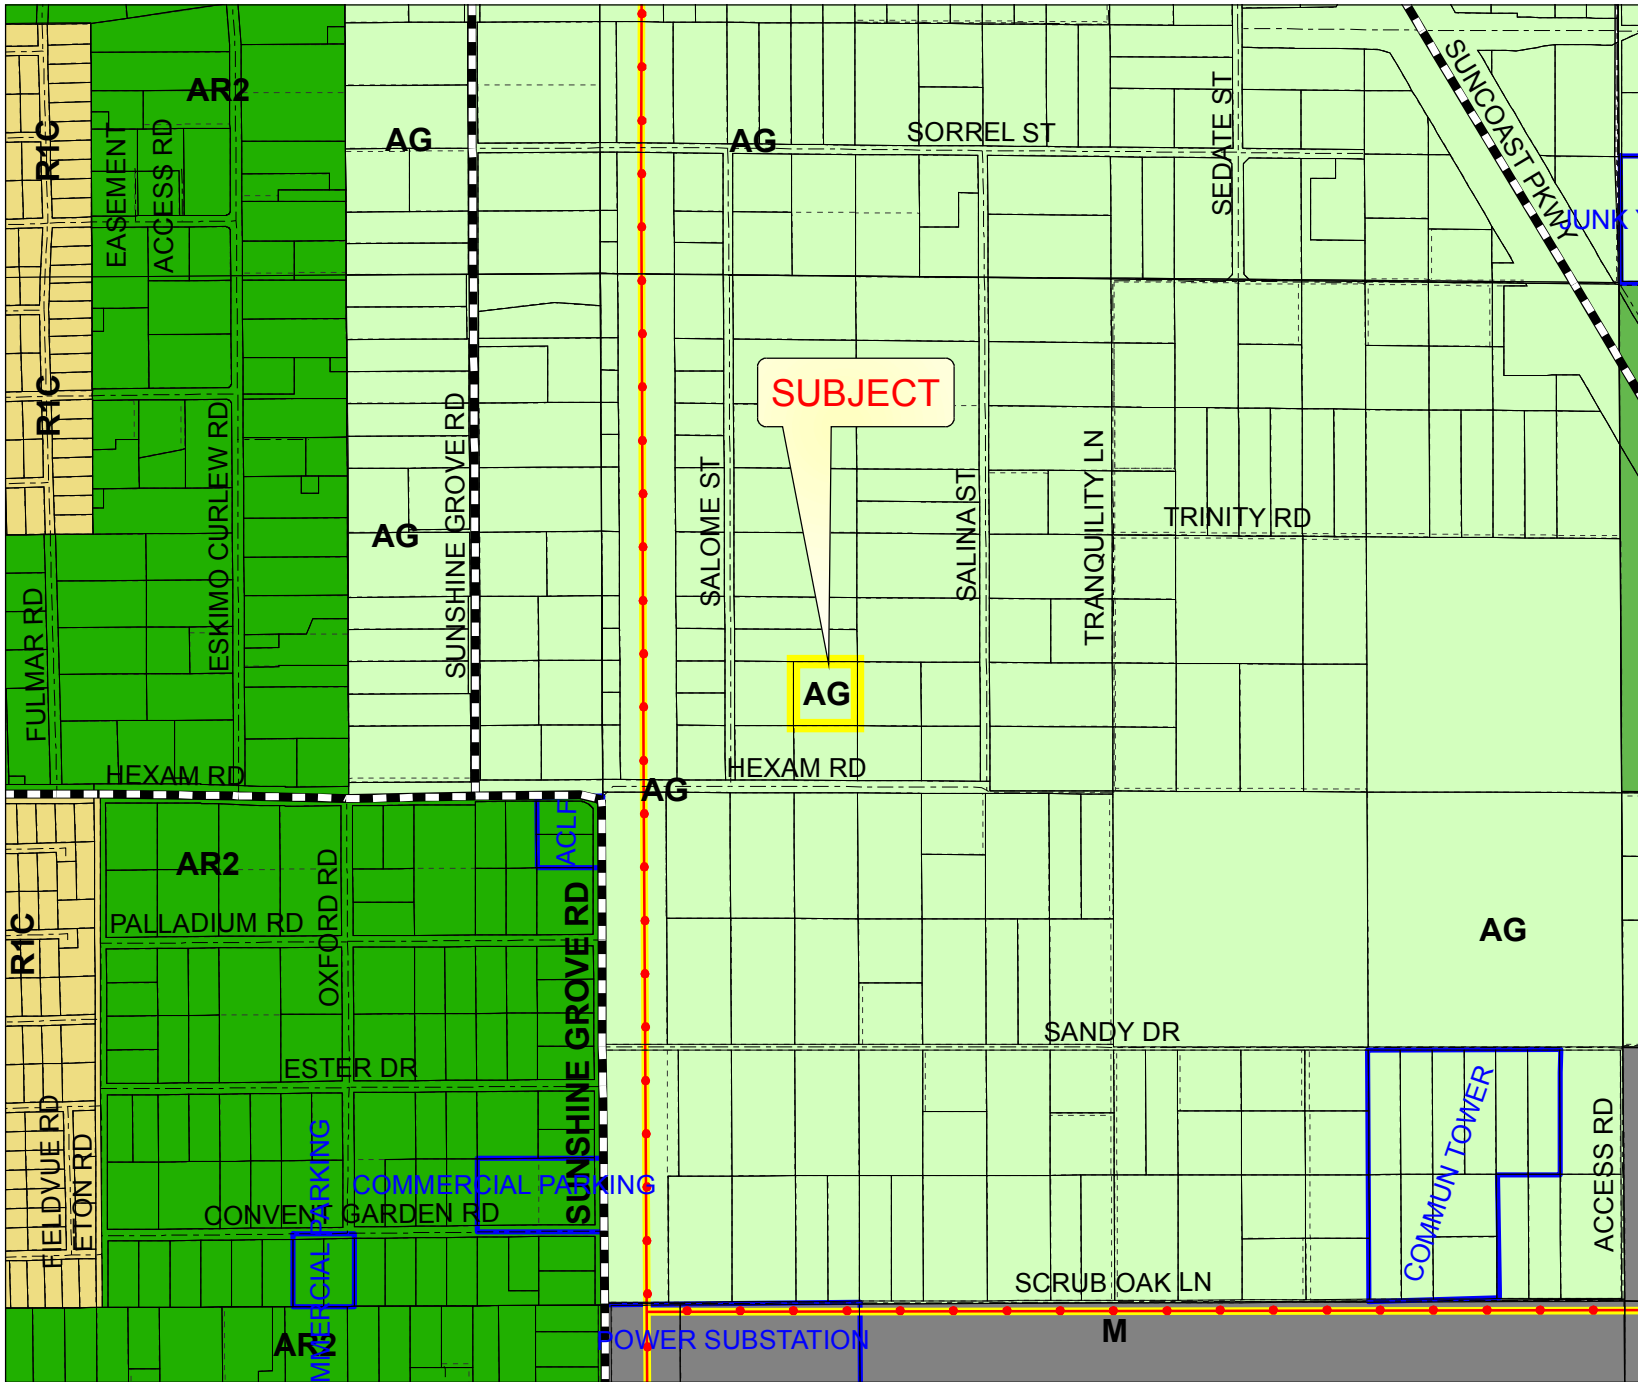 AR2
R1C
EASEMENT
ACCESS RD
AG
AG
SORREL ST
SEDATE ST
SUNCOAST PKWY
JUNK
R1C
ESKIMO CURLEW RD
SUNSHINE GROVE RD
SUBJECT
SALOME ST
SALINA ST
TRANQUILITY LN
TRINITY RD
AG
FULMAR RD
AG
HEXAM RD
HEXAM RD
AG
ACLF
AR2
OXFORD RD
PALLADIUM RD
R1C
SUNSHINE GROVE RD
AG
SANDY DR
ESTER DR
FIELDVUE RD
ETON RD
COMMERCIAL PARKING
COMMERCIAL PARKING
CONVENT GARDEN RD
COMMUN TOWER
ACCESS RD
SCRUB OAK LN
AR2
POWER SUBSTATION
M